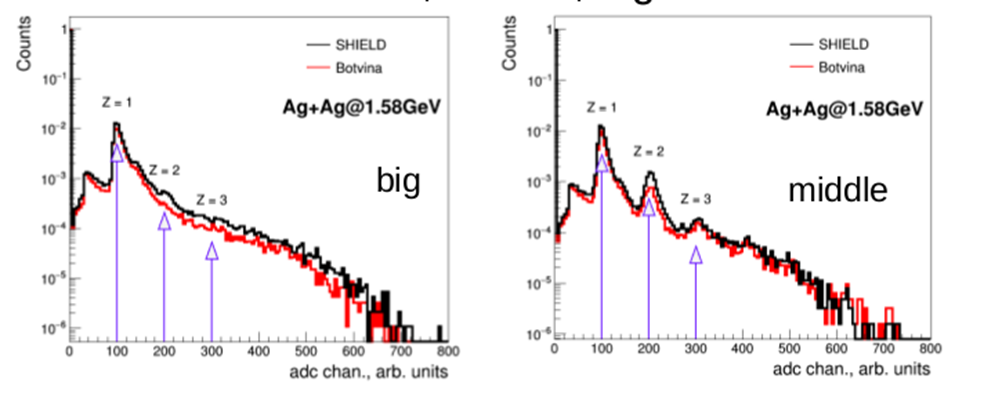 Counts
SHIELD
Botvina
Ag+Ag@1.58GeV
Z = 1
Z = 2
Z = 3
big
1
10⁻¹
10⁻²
10⁻³
10⁻⁴
10⁻⁵
10⁻⁶
0 100 200 300 400 500 600 700 800
adc chan., arb. units
Counts
SHIELD
Botvina
Ag+Ag@1.58GeV
Z = 1
Z = 2
Z = 3
middle
1
10⁻¹
10⁻²
10⁻³
10⁻⁴
10⁻⁵
10⁻⁶
0 100 200 300 400 500 600 700 800
adc chan., arb. units